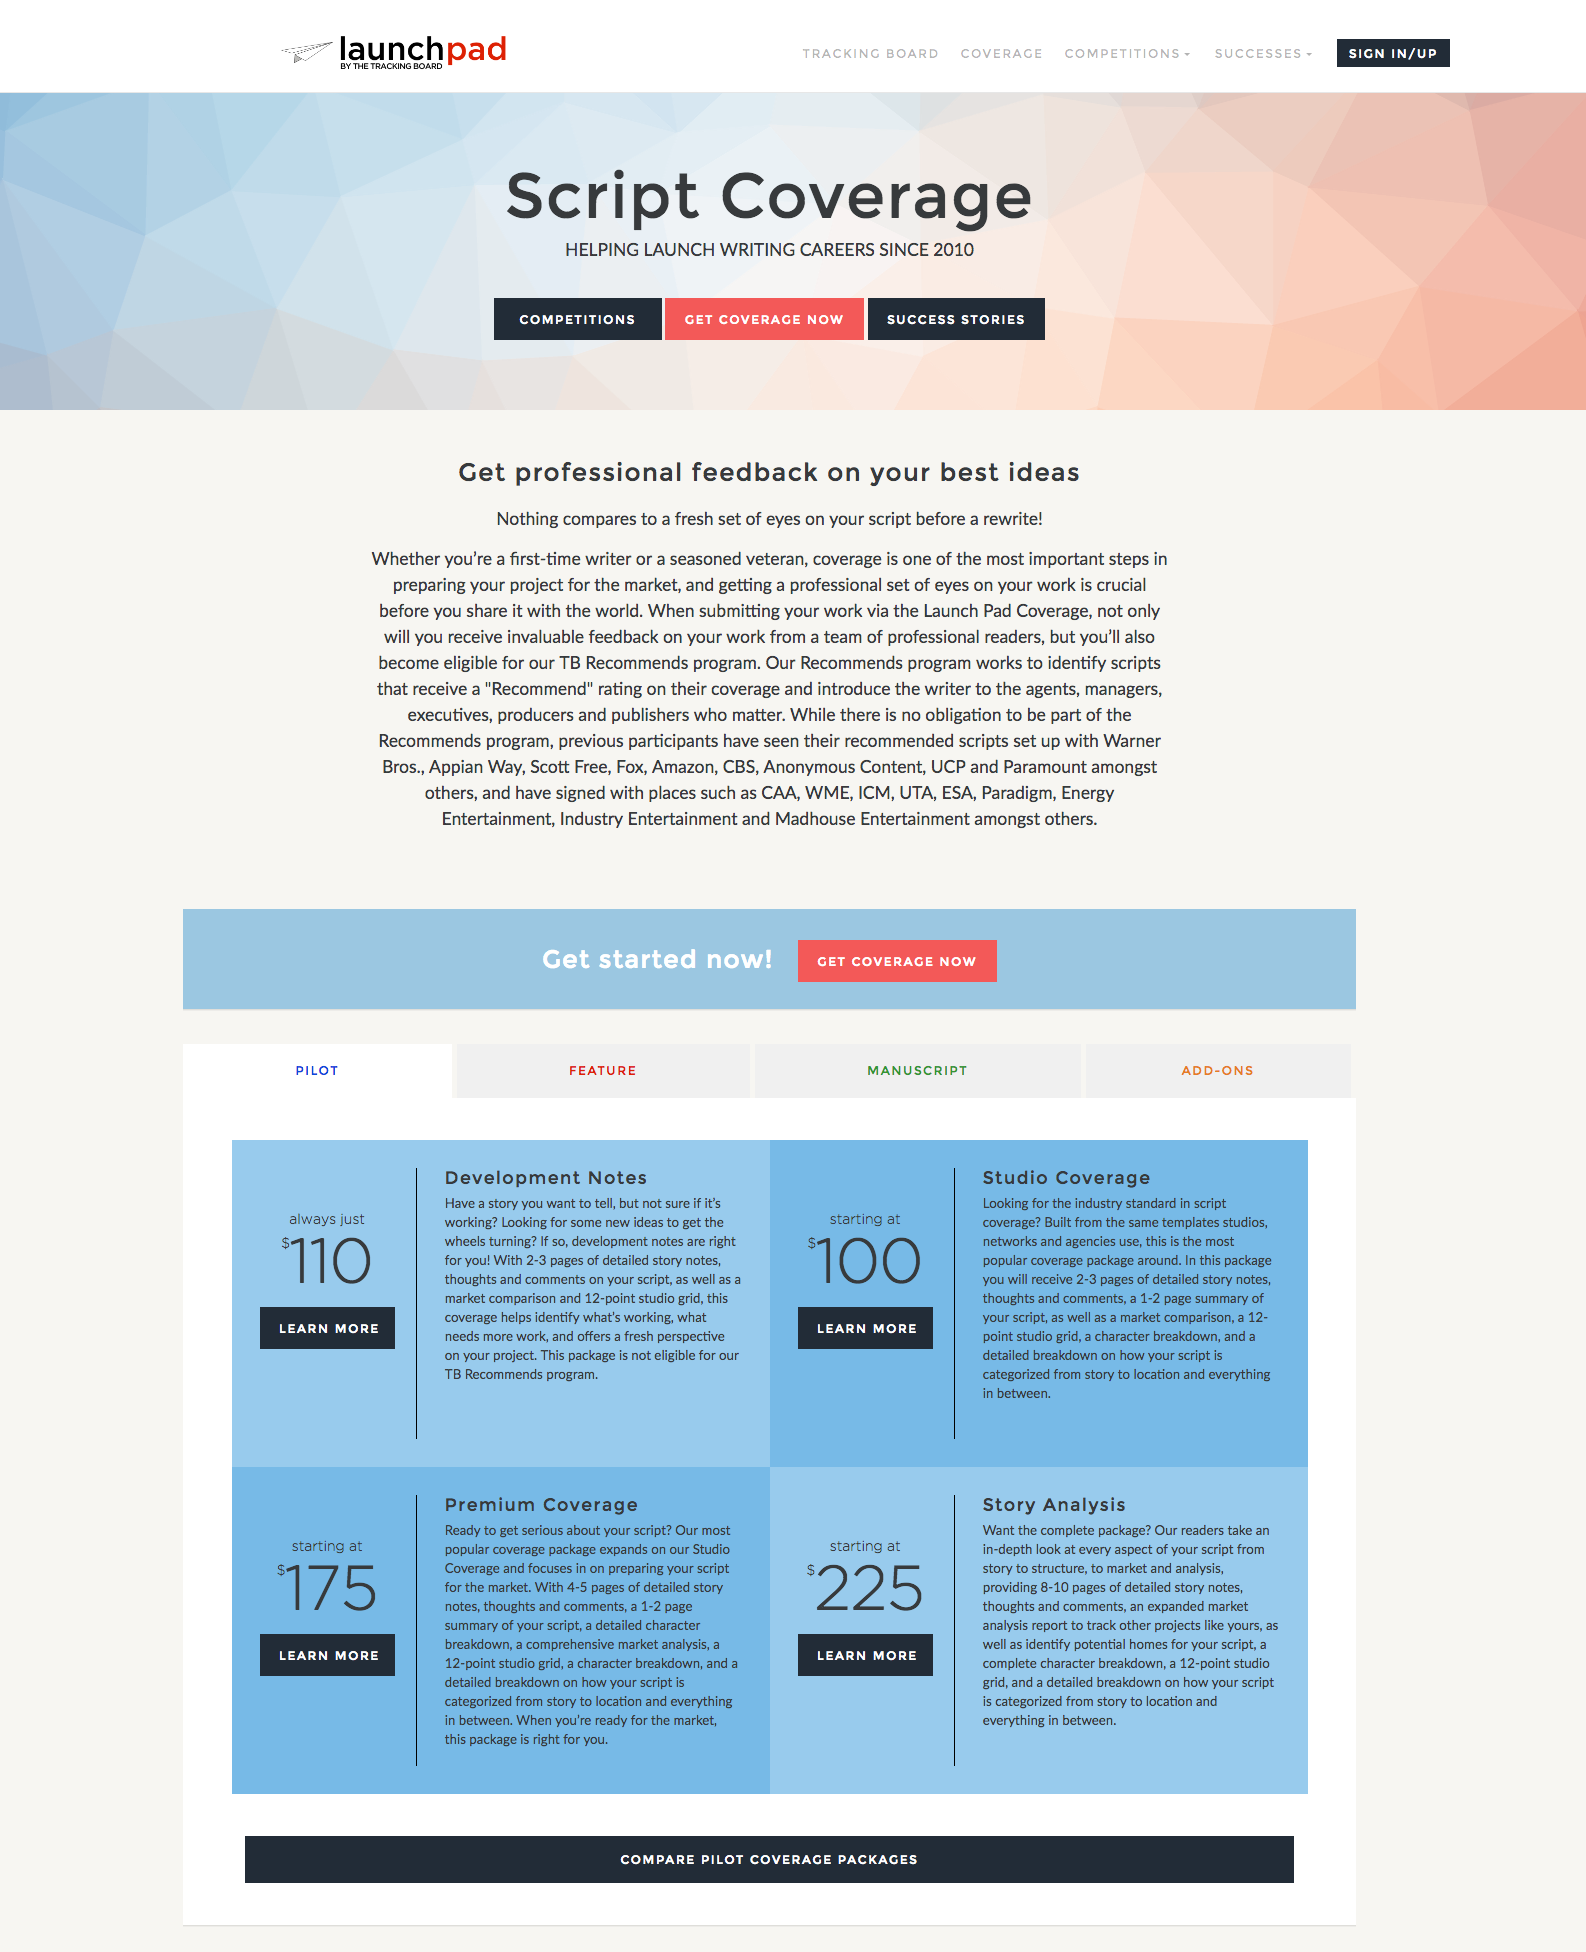 launchpad
BY THE TRACKING BOARD
TRACKING BOARD
COVERAGE
COMPETITIONS
SUCCESSES
SIGN IN/UP
Script Coverage
HELPING LAUNCH WRITING CAREERS SINCE 2010
COMPETITIONS
GET COVERAGE NOW
SUCCESS STORIES
Get professional feedback on your best ideas
Nothing compares to a fresh set of eyes on your script before a rewrite!
Whether you’re a first-time writer or a seasoned veteran, coverage is one of the most important steps in
preparing your project for the market, and getting a professional set of eyes on your work is crucial
before you share it with the world. When submitting your work via the Launch Pad Coverage, not only
will you receive invaluable feedback on your work from a team of professional readers, but you’ll also
become eligible for our TB Recommends program. Our Recommends program works to identify scripts
that receive a "Recommend" rating on their coverage and introduce the writer to the agents, managers,
executives, producers and publishers who matter. While there is no obligation to be part of the
Recommends program, previous participants have seen their recommended scripts set up with Warner
Bros., Appian Way, Scott Free, Fox, Amazon, CBS, Anonymous Content, UCP and Paramount amongst
others, and have signed with places such as CAA, WME, ICM, UTA, ESA, Paradigm, Energy
Entertainment, Industry Entertainment and Madhouse Entertainment amongst others.
Get started now!
GET COVERAGE NOW
PILOT
FEATURE
MANUSCRIPT
ADD-ONS
always just
$110
LEARN MORE
Development Notes
Have a story you want to tell, but not sure if it’s
working? Looking for some new ideas to get the
wheels turning? If so, development notes are right
for you! With 2-3 pages of detailed story notes,
thoughts and comments on your script, as well as a
market comparison and 12-point studio grid, this
coverage helps identify what’s working, what
needs more work, and offers a fresh perspective
on your project. This package is not eligible for our
TB Recommends program.
starting at
$100
LEARN MORE
Studio Coverage
Looking for the industry standard in script
coverage? Built from the same templates studios,
networks and agencies use, this is the most
popular coverage package around. In this package
you will receive 2-3 pages of detailed story notes,
thoughts and comments, a 1-2 page summary of
your script, as well as a market comparison, a 12-
point studio grid, a character breakdown, and a
detailed breakdown on how your script is
categorized from story to location and everything
in between.
starting at
$175
LEARN MORE
Premium Coverage
Ready to get serious about your script? Our most
popular coverage package expands on our Studio
Coverage and focuses in on preparing your script
for the market. With 4-5 pages of detailed story
notes, thoughts and comments, a 1-2 page
summary of your script, a detailed character
breakdown, a comprehensive market analysis, a
12-point studio grid, a character breakdown, and a
detailed breakdown on how your script is
categorized from story to location and everything
in between. When you’re ready for the market,
this package is right for you.
starting at
$225
LEARN MORE
Story Analysis
Want the complete package? Our readers take an
in-depth look at every aspect of your script from
story to structure, to market and analysis,
providing 8-10 pages of detailed story notes,
thoughts and comments, an expanded market
analysis report to track other projects like yours, as
well as identify potential homes for your script, a
complete character breakdown, a 12-point studio
grid, and a detailed breakdown on how your script
is categorized from story to location and
everything in between.
COMPARE PILOT COVERAGE PACKAGES